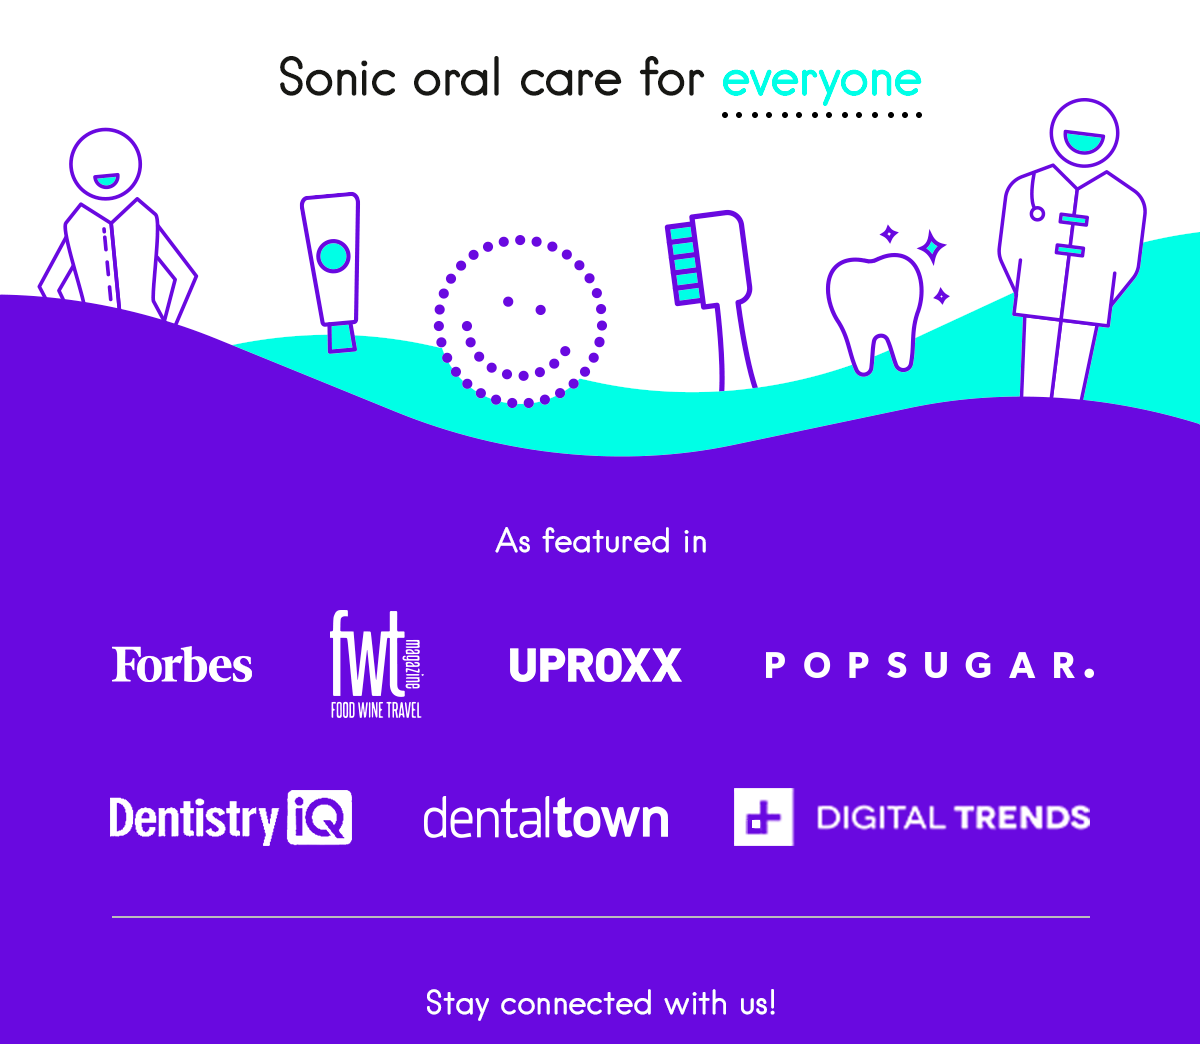 Sonic oral care for everyone
As featured in
Forbes
fwt magazine
FOOD WINE TRAVEL
UPROXX
POPSUGAR.
Dentistry iQ
dentaltown
DIGITAL TRENDS
Stay connected with us!